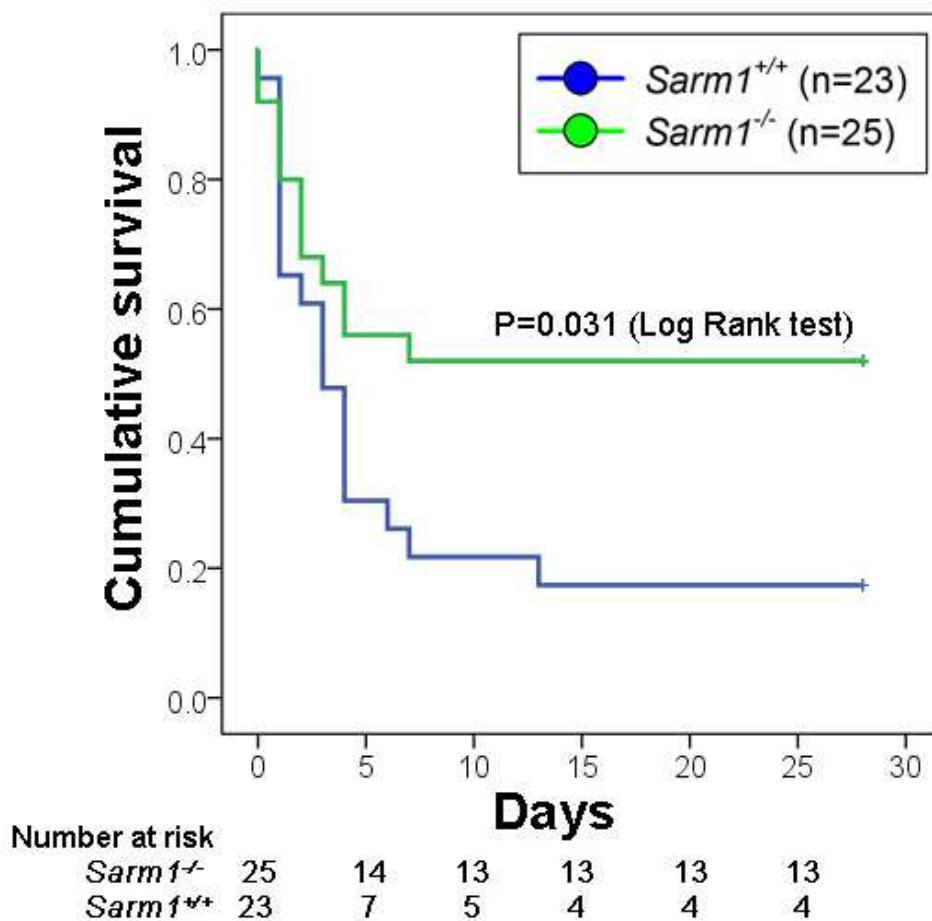 Sarm1+/+ (n=23)
Sarm1-/- (n=25)
Cumulative survival
1.0
0.8
0.6
0.4
0.2
0.0
P=0.031 (Log Rank test)
0 5 10 15 20 25 30
Days
Number at risk
Sarm1-/- 25 14 13 13 13 13
Sarm1+/+ 23 7 5 4 4 4